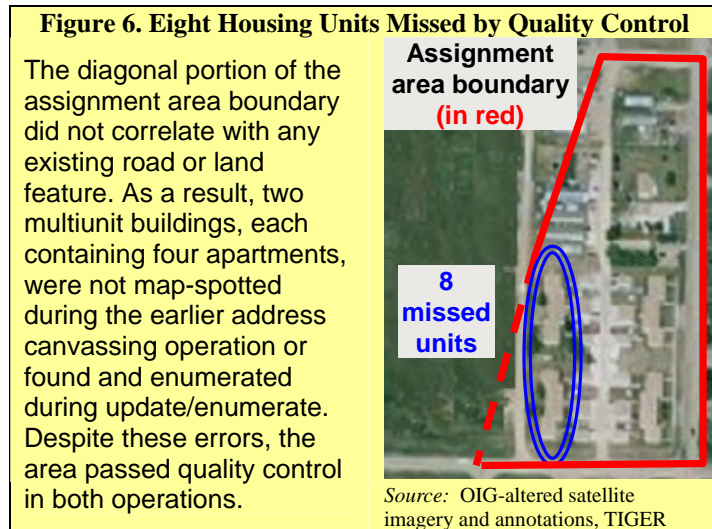 Figure 6. Eight Housing Units Missed by Quality Control
The diagonal portion of the
assignment area boundary
did not correlate with any
existing road or land
feature. As a result, two
multiunit buildings, each
containing four apartments,
were not map-spotted
during the earlier address
canvassing operation or
found and enumerated
during update/enumerate.
Despite these errors, the
area passed quality control
in both operations.
Assignment
area boundary
(in red)
8
missed
units
Source: OIG-altered satellite
imagery and annotations, TIGER